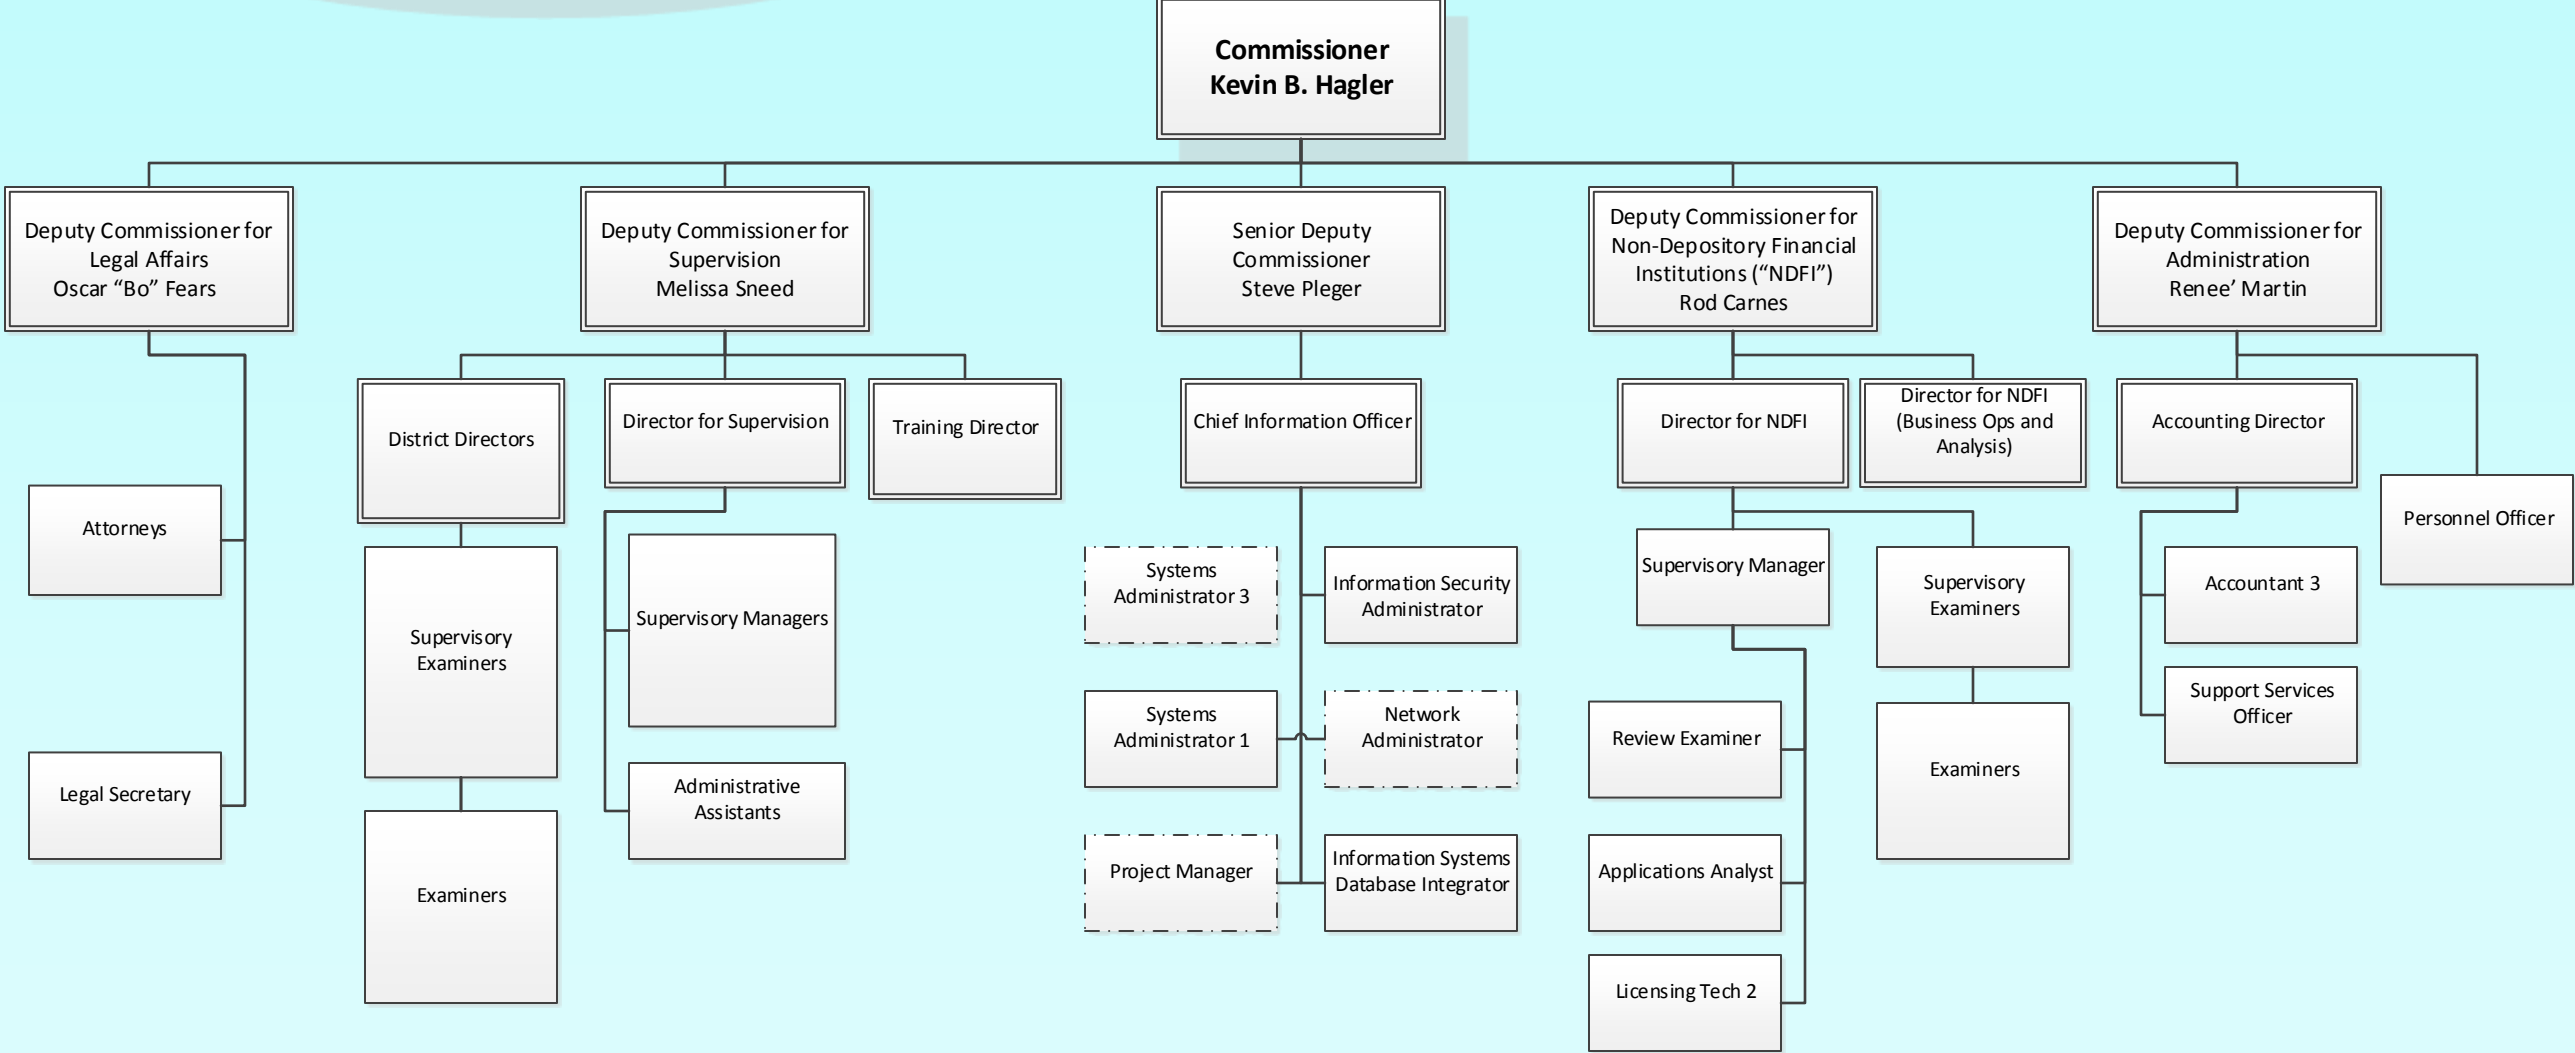 Commissioner
Kevin B. Hagler
Deputy Commissioner for
Legal Affairs
Oscar “Bo” Fears
Deputy Commissioner for
Supervision
Melissa Sneed
Senior Deputy
Commissioner
Steve Pleger
Deputy Commissioner for
Non-Depository Financial
Institutions (“NDFI”)
Rod Carnes
Deputy Commissioner for
Administration
Renee’ Martin
District Directors
Director for Supervision
Training Director
Chief Information Officer
Director for NDFI
Director for NDFI
(Business Ops and
Analysis)
Accounting Director
Personnel Officer
Attorneys
Legal Secretary
Supervisory
Examiners
Examiners
Supervisory Managers
Administrative
Assistants
Systems
Administrator 3
Information Security
Administrator
Systems
Administrator 1
Network
Administrator
Project Manager
Information Systems
Database Integrator
Supervisory Manager
Review Examiner
Applications Analyst
Licensing Tech 2
Supervisory
Examiners
Examiners
Accountant 3
Support Services
Officer